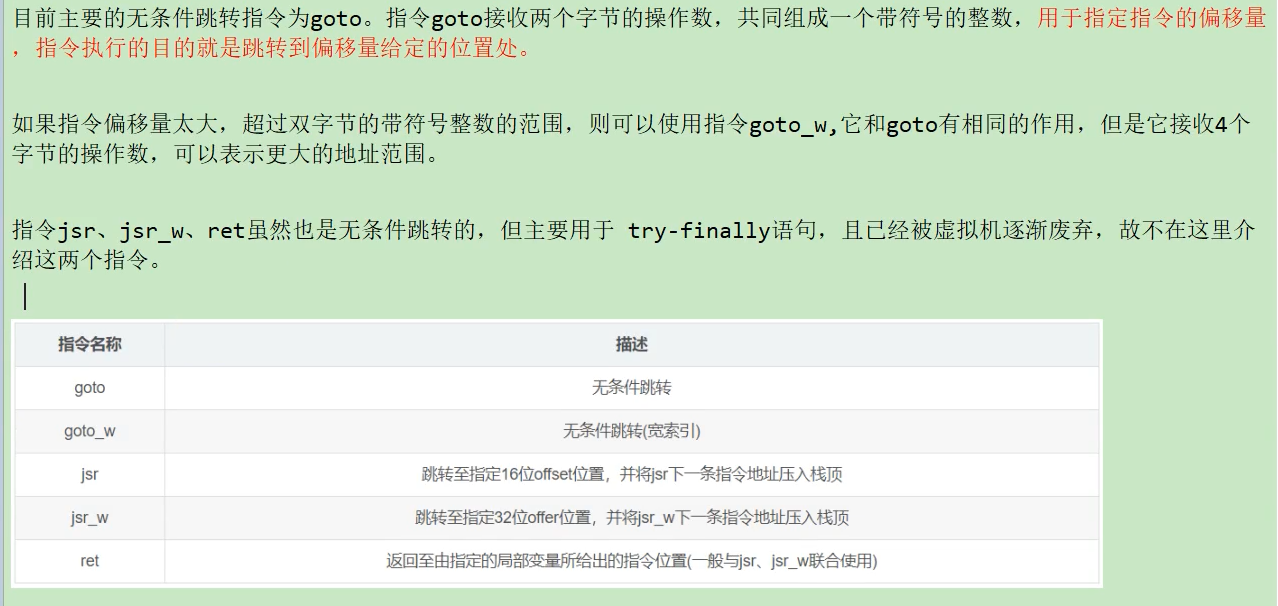 目前主要的无条件跳转指令为goto。指令goto接收两个字节的操作数，共同组成一个带符号的整数，用于指定指令的偏移量
，指令执行的目的就是跳转到偏移量给定的位置处。
如果指令偏移量太大，超过双字节的带符号整数的范围，则可以使用指令goto_w,它和goto有相同的作用，但是它接收4个
字节的操作数，可以表示更大的地址范围。
指令jsr、jsr_w、ret虽然也是无条件跳转的，但主要用于 try-finally语句，且已经被虚拟机逐渐废弃，故不在这里介
绍这两个指令。
指令名称 描述
goto 无条件跳转
goto_w 无条件跳转(宽索引)
jsr 跳转至指定16位offset位置，并将jsr下一条指令地址压入栈顶
jsr_w 跳转至指定32位offer位置，并将jsr_w下一条指令地址压入栈顶
ret 返回至由指定的局部变量所给出的指令位置(一般与jsr、jsr_w联合使用)